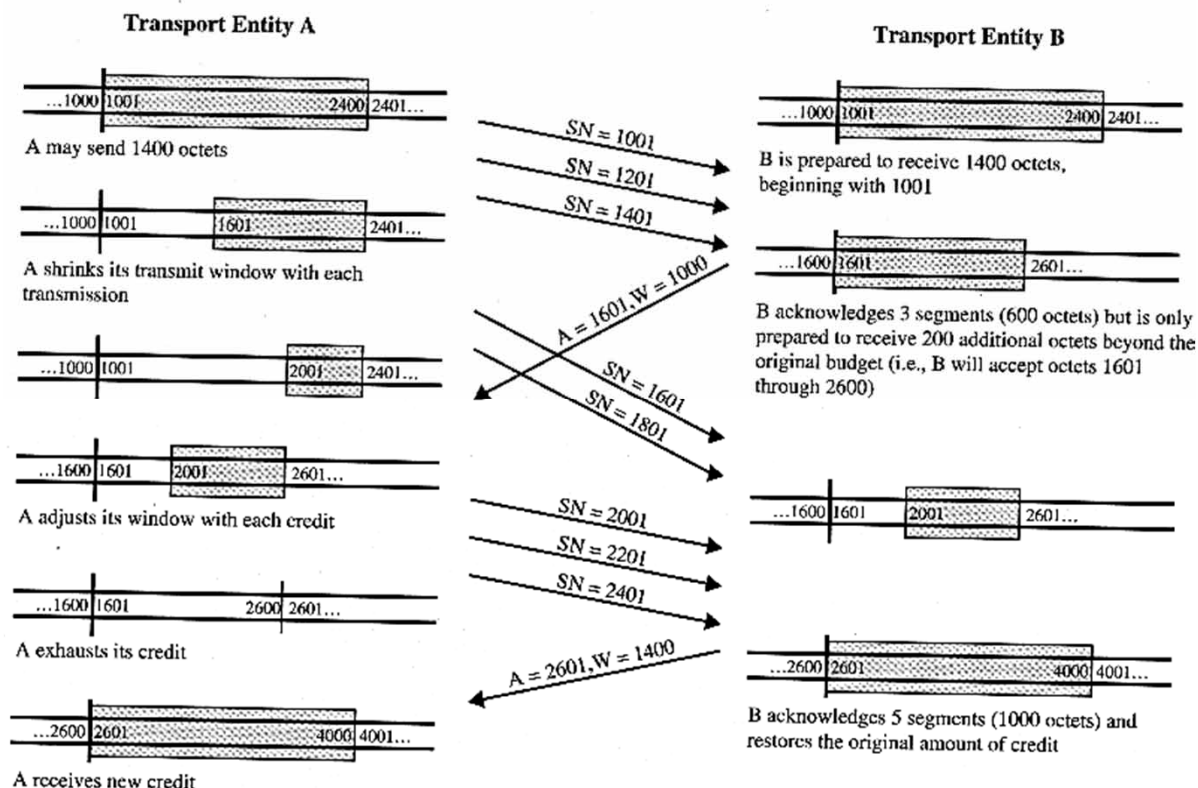 Transport Entity A
...1000 1001 2400 2401...
A may send 1400 octets
...1000 1001 1601 2401...
A shrinks its transmit window with each
transmission
...1000 1001 2001 2401...
...1600 1601 2001 2601...
A adjusts its window with each credit
...1600 1601 2600 2601...
A exhausts its credit
...2600 2601 4000 4001...
A receives new credit
SN = 1001
SN = 1201
SN = 1401
A = 1601, W = 1000
SN = 1601
SN = 1801
SN = 2001
SN = 2201
SN = 2401
A = 2601, W = 1400
Transport Entity B
...1000 1001 2400 2401...
B is prepared to receive 1400 octets,
beginning with 1001
...1600 1601 2601...
B acknowledges 3 segments (600 octets) but is only
prepared to receive 200 additional octets beyond the
original budget (i.e., B will accept octets 1601
through 2600)
...1600 1601 2001 2601...
...2600 2601 4000 4001...
B acknowledges 5 segments (1000 octets) and
restores the original amount of credit